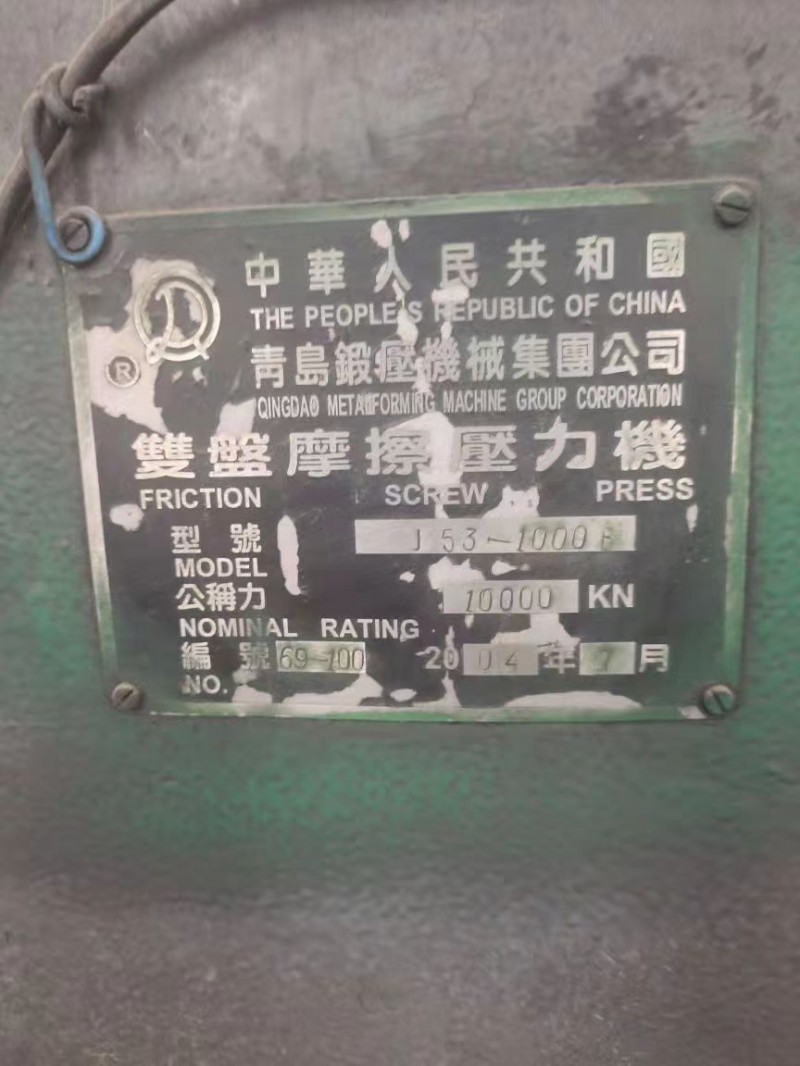 中華人民共和國
THE PEOPLE'S REPUBLIC OF CHINA
®
青島鍛壓機械集團公司
QINGDAO METALFORMING MACHINE GROUP CORPORATION
雙盤摩擦壓力機
FRICTION SCREW PRESS
型號 J53-1000
MODEL
公稱力 10000 KN
NOMINAL RATING
編號 69-100 2004年7月
NO.